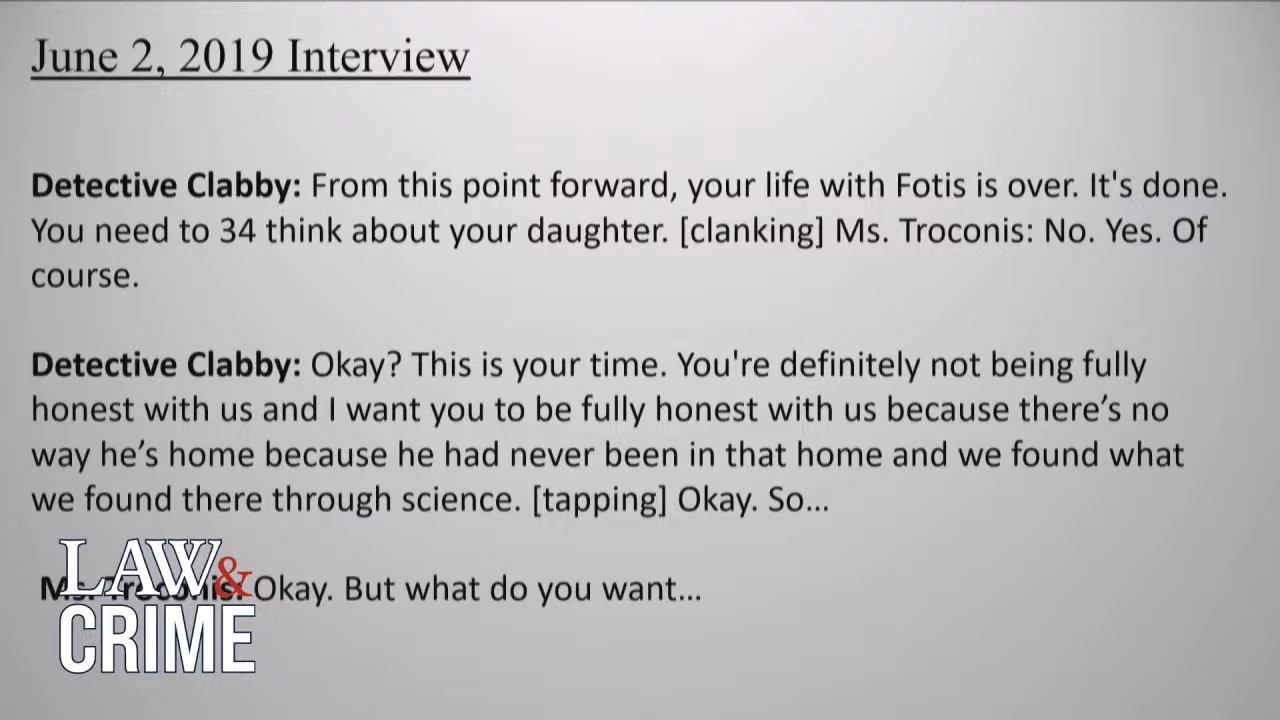 June 2, 2019 Interview
Detective Clabby: From this point forward, your life with Fotis is over. It's done.
You need to 34 think about your daughter. [clanking] Ms. Troconis: No. Yes. Of
course.
Detective Clabby: Okay? This is your time. You're definitely not being fully
honest with us and I want you to be fully honest with us because there’s no
way he’s home because he had never been in that home and we found what
we found there through science. [tapping] Okay. So...
Ms. Troconis: Okay. But what do you want...
LAW&
CRIME